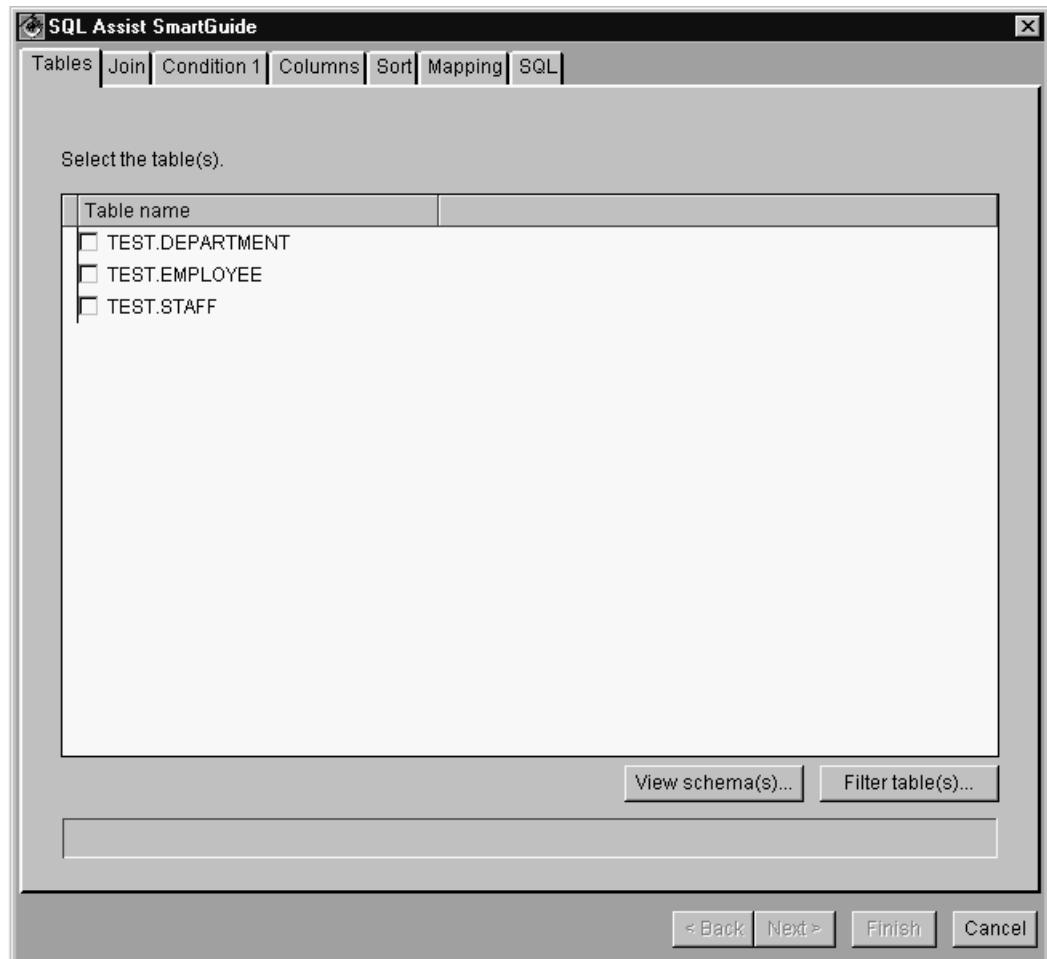 SQL Assist SmartGuide
Tables Join Condition 1 Columns Sort Mapping SQL
Select the table(s).
Table name
TEST.DEPARTMENT
TEST.EMPLOYEE
TEST.STAFF
View schema(s)... Filter table(s)...
< Back Next > Finish Cancel